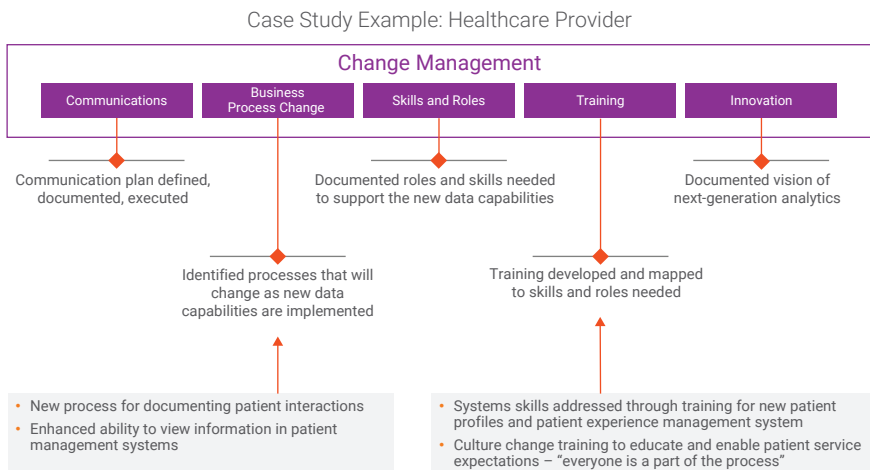 Case Study Example: Healthcare Provider
Change Management
Communications
Business
Process Change
Skills and Roles
Training
Innovation
Communication plan defined,
documented, executed
Documented roles and skills needed
to support the new data capabilities
Documented vision of
next-generation analytics
Identified processes that will
change as new data
capabilities are implemented
Training developed and mapped
to skills and roles needed
• New process for documenting patient interactions
• Enhanced ability to view information in patient
management systems
• Systems skills addressed through training for new patient
profiles and patient experience management system
• Culture change training to educate and enable patient service
expectations – “everyone is a part of the process”